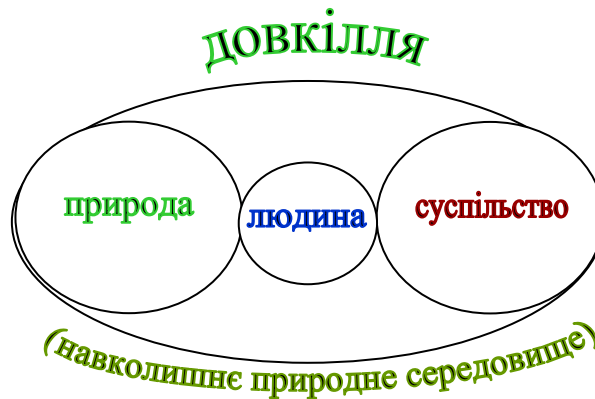 довкілля
природа
людина
суспільство
(навколишнє природне середовище)